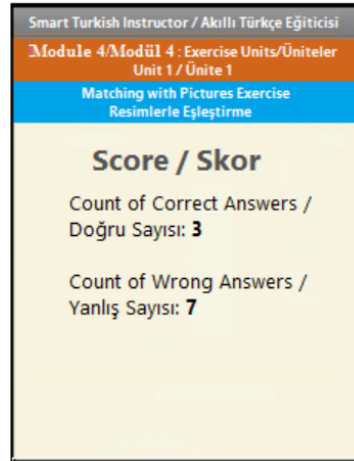 Smart Turkish Instructor / Akıllı Türkçe Eğiticisi
Module 4/Modül 4 : Exercise Units/Üniteler
Unit 1 / Ünite 1
Matching with Pictures Exercise
Resimlerle Eşleştirme
Score / Skor
Count of Correct Answers /
Doğru Sayısı: 3
Count of Wrong Answers /
Yanlış Sayısı: 7